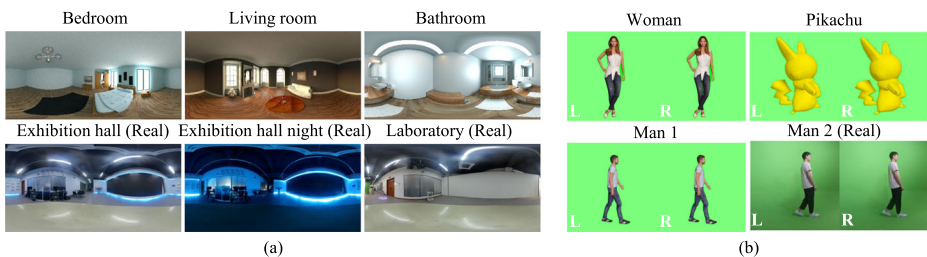 Bedroom
Living room
Bathroom
Exhibition hall (Real)
Exhibition hall night (Real)
Laboratory (Real)
(a)
Woman
Pikachu
L
R
L
R
Man 1
Man 2 (Real)
L
R
L
R
(b)